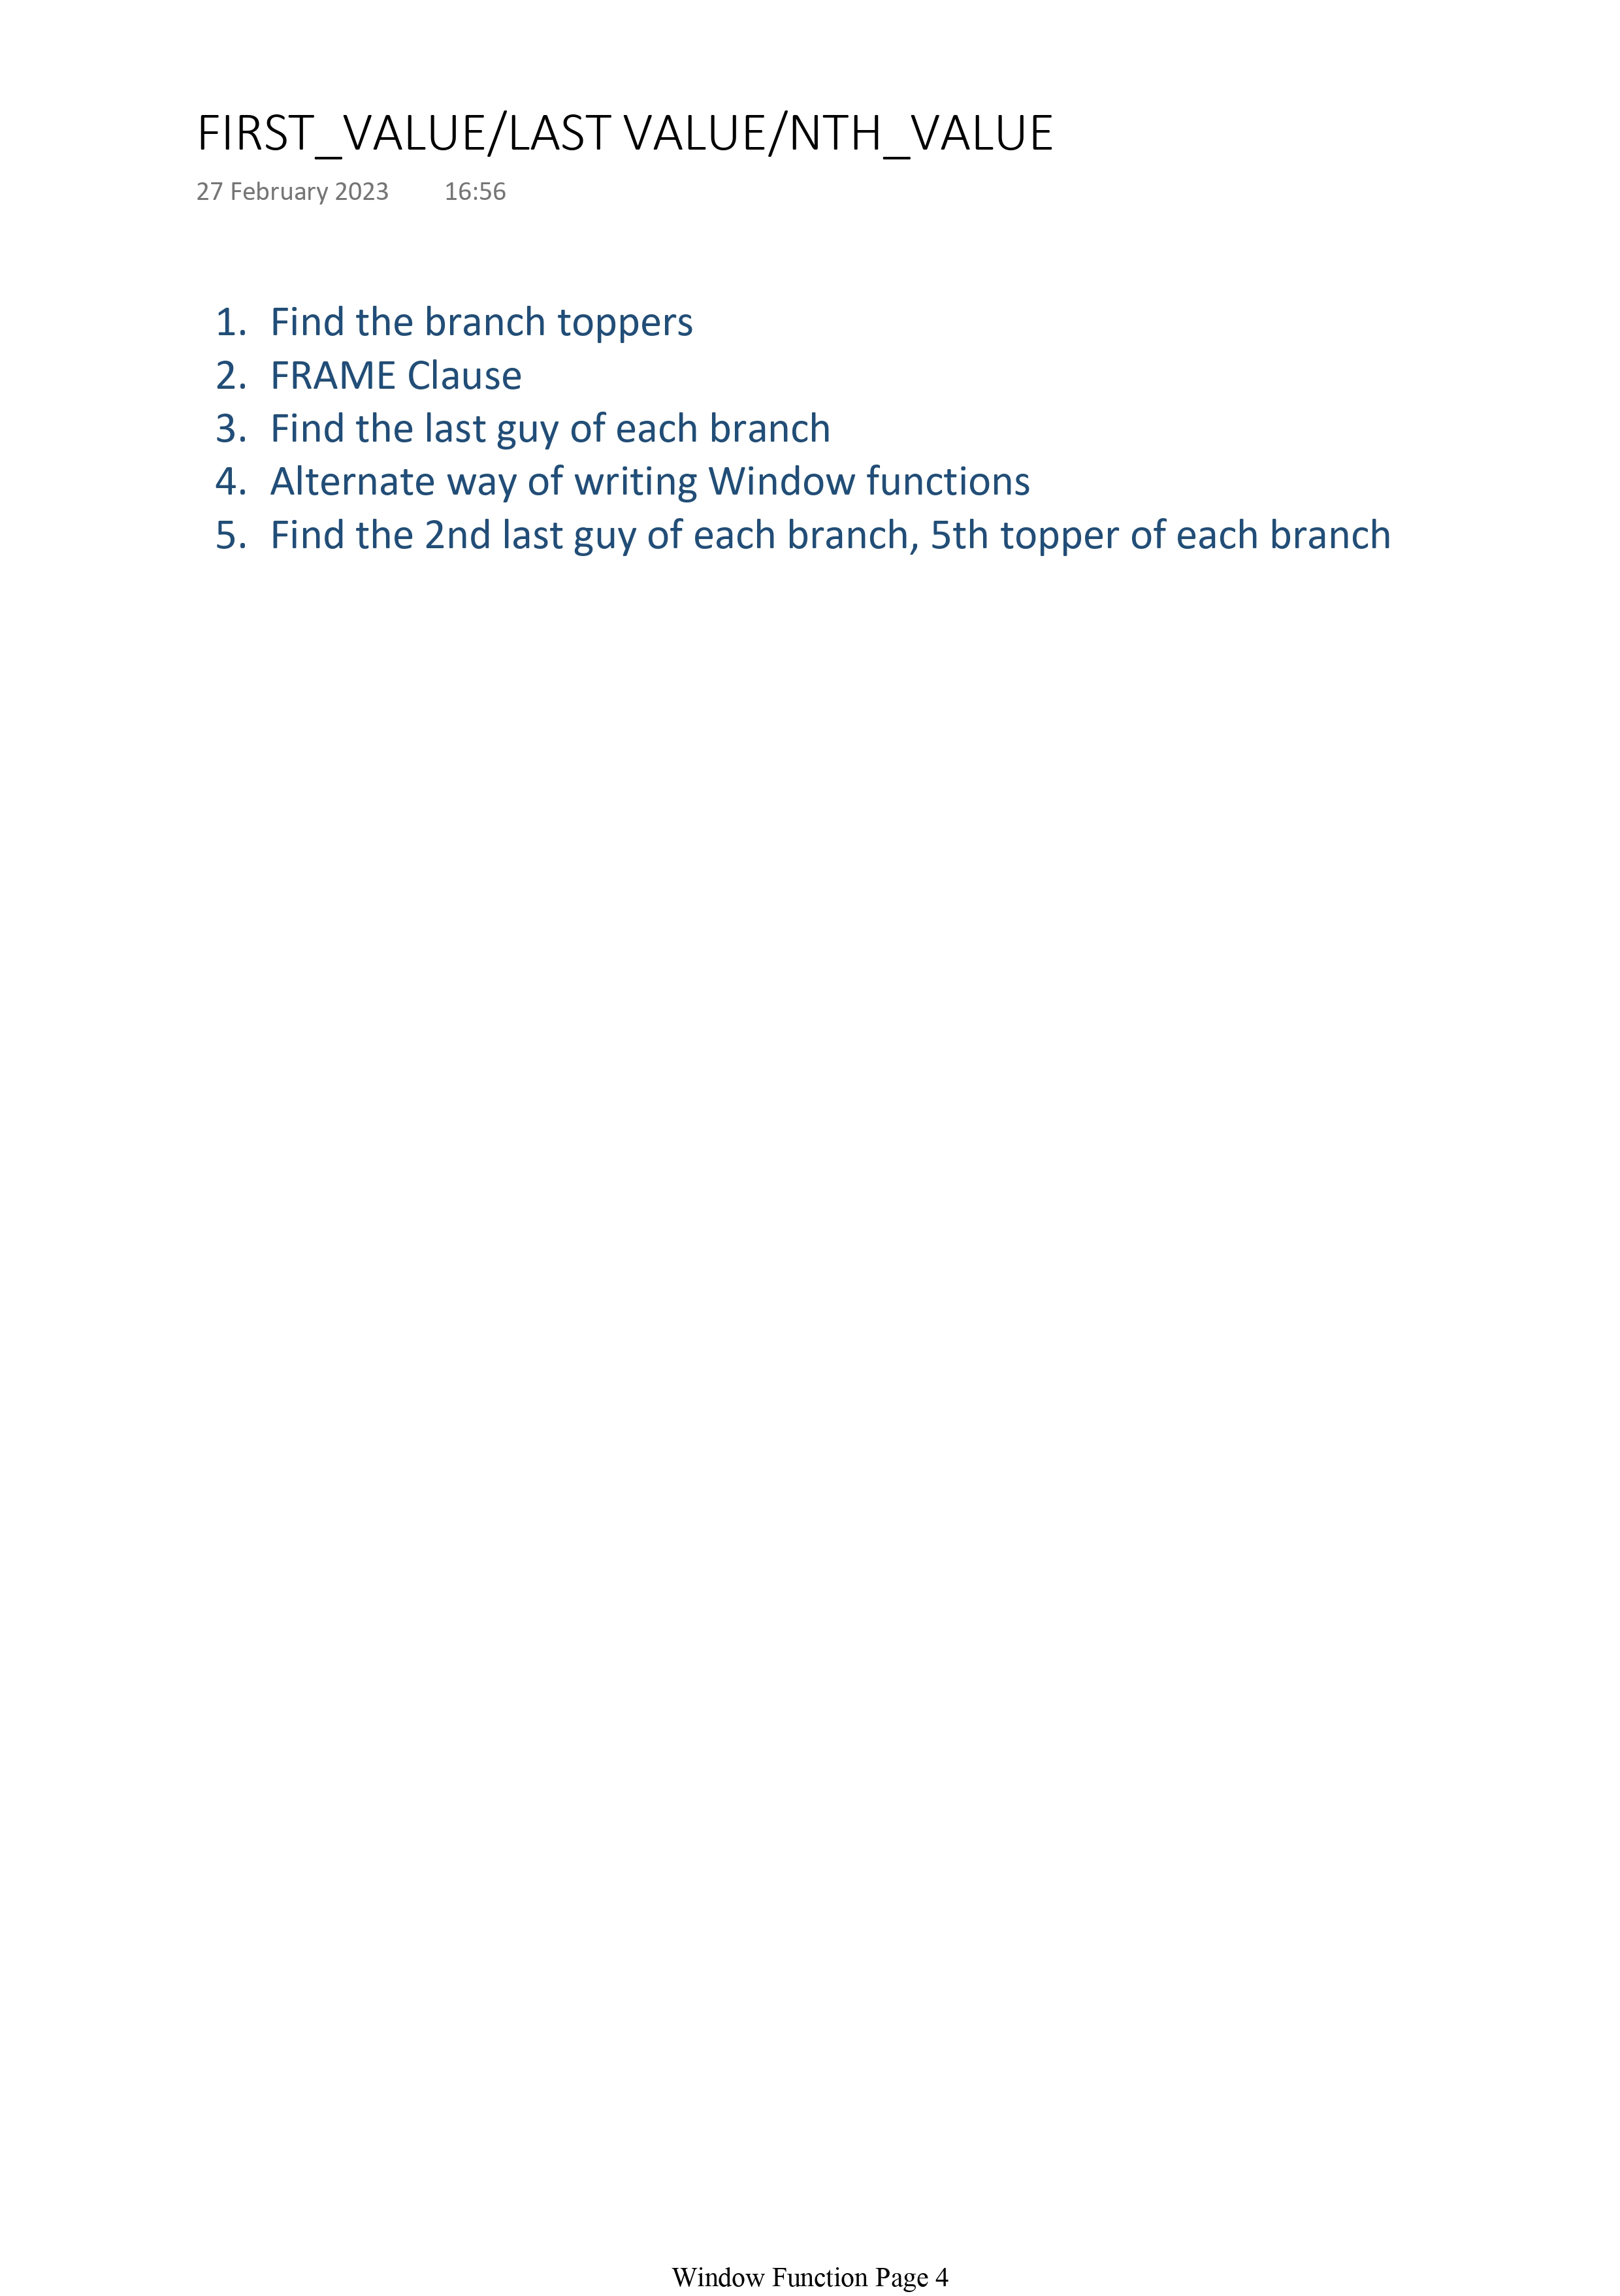 FIRST_VALUE/LAST VALUE/NTH_VALUE
27 February 2023 16:56
1. Find the branch toppers
2. FRAME Clause
3. Find the last guy of each branch
4. Alternate way of writing Window functions
5. Find the 2nd last guy of each branch, 5th topper of each branch
Window Function Page 4